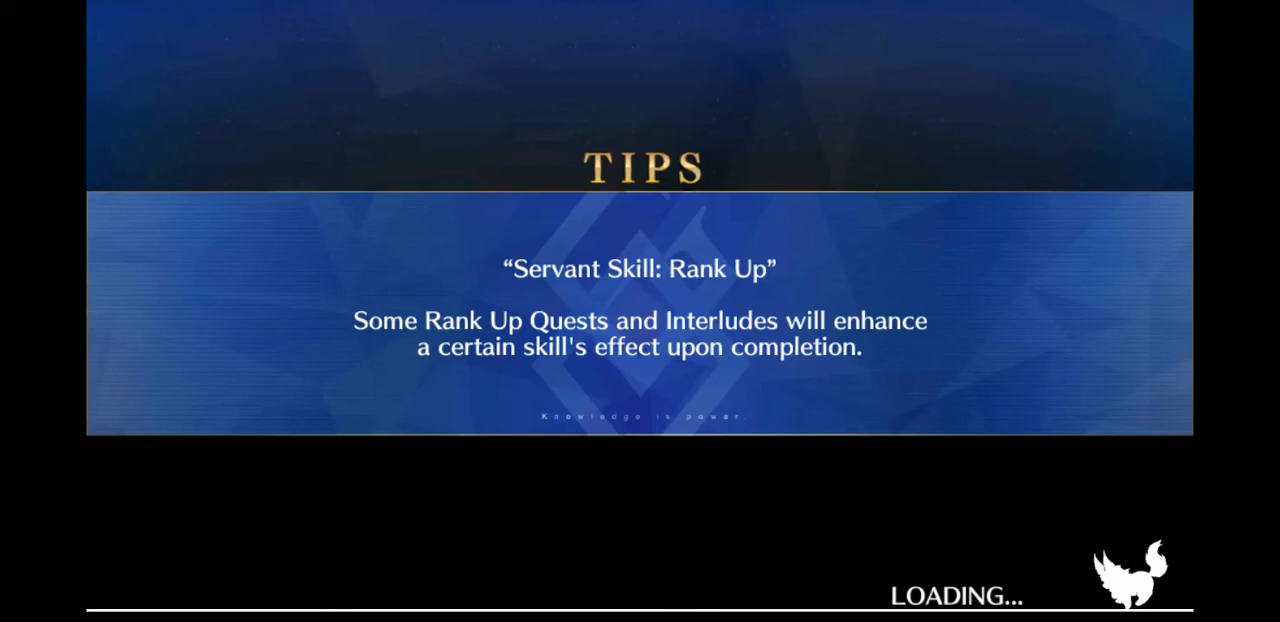 TIPS
“Servant Skill: Rank Up”
Some Rank Up Quests and Interludes will enhance
a certain skill's effect upon completion.
Knowledge is power.
LOADING...